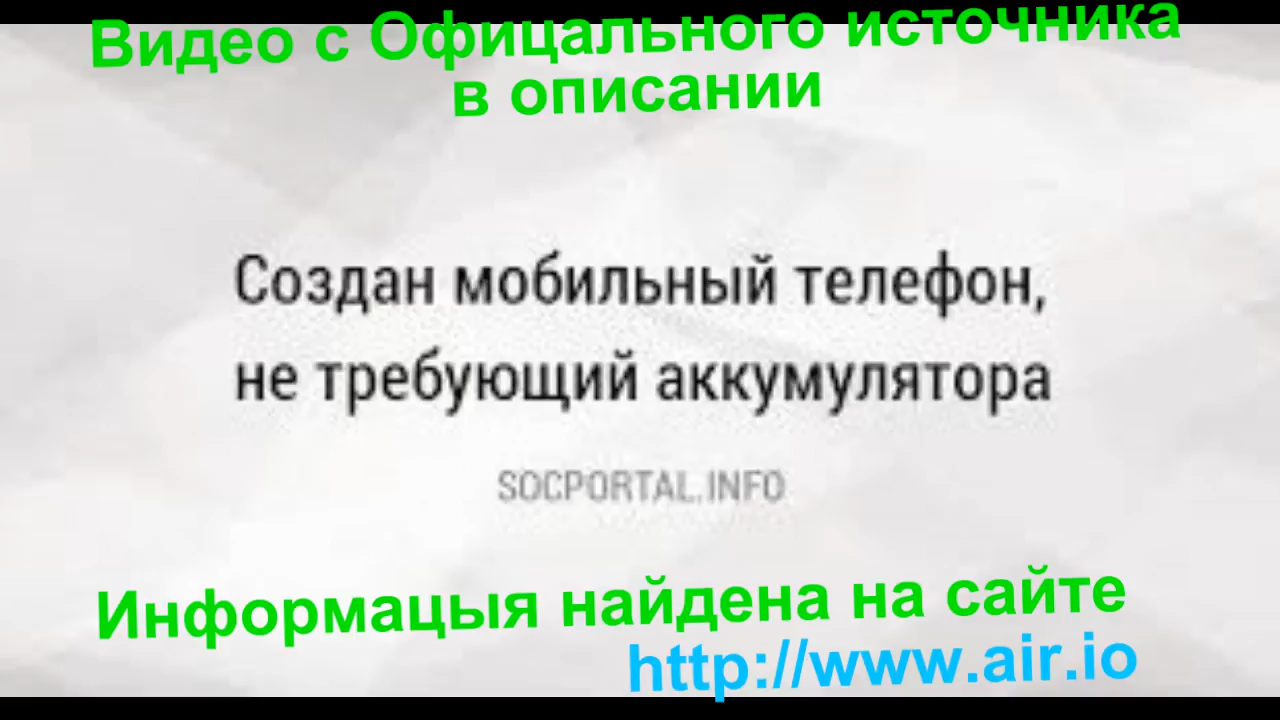 Видео с Офицального источника
в описании
Создан мобильный телефон,
не требующий аккумулятора
SOCPORTAL.INFO
Информацыя найдена на сайте
http://www.air.io